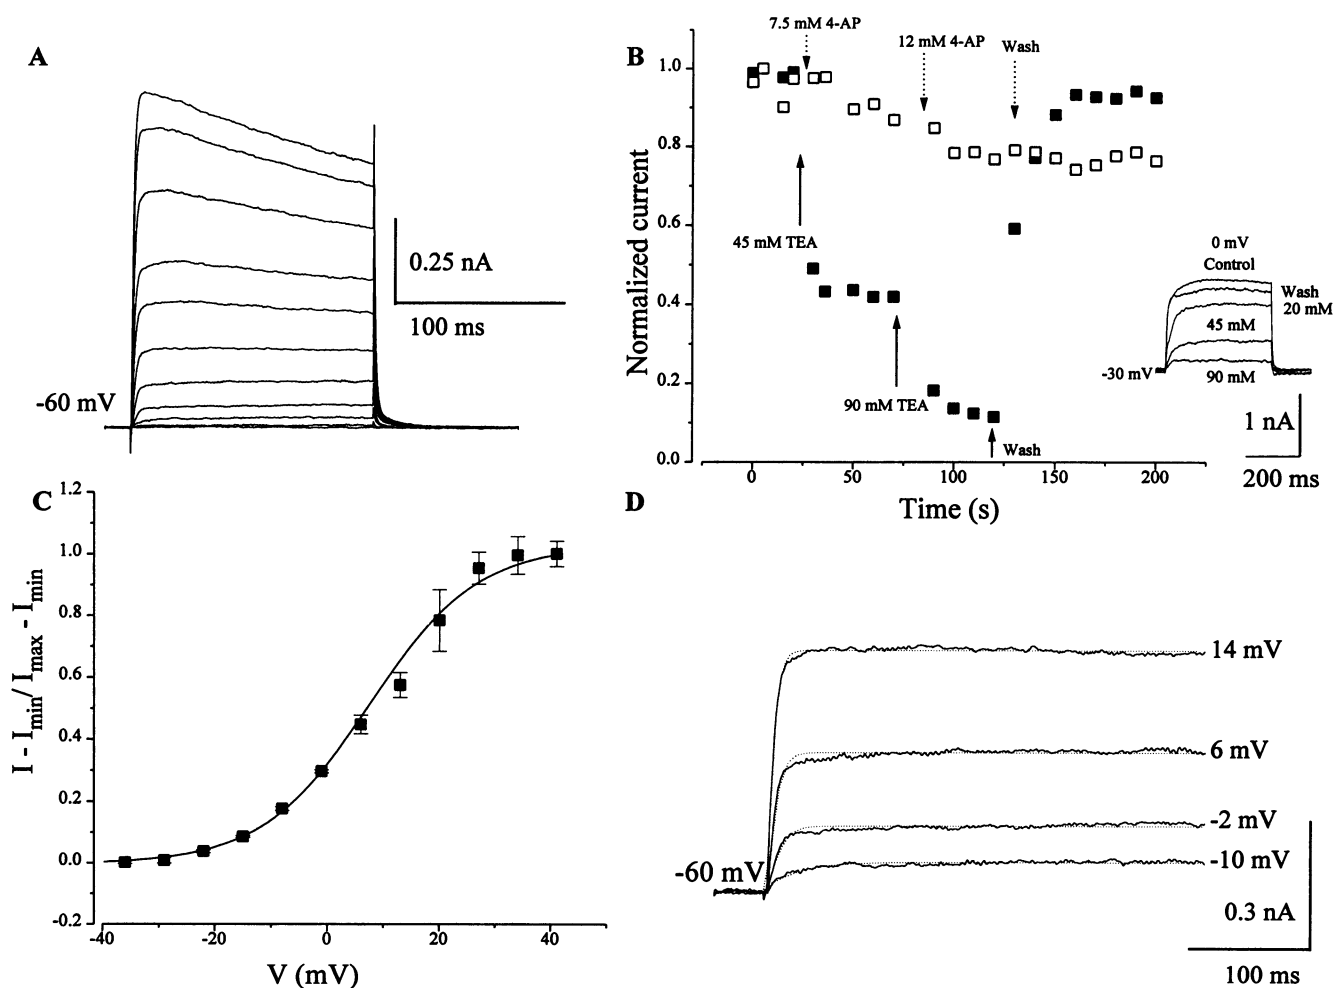 A
-60 mV
0.25 nA
100 ms
B
7.5 mM 4-AP
12 mM 4-AP
Wash
1.0
0.8
0.6
0.4
0.2
0.0
Normalized current
45 mM TEA
90 mM TEA
Wash
0
50
100
150
200
Time (s)
0 mV
Control
Wash
20 mM
45 mM
90 mM
-30 mV
1 nA
200 ms
C
1.2
1.0
0.8
0.6
0.4
0.2
0.0
-0.2
I - Imin/ Imax - Imin
-40
-20
0
20
40
V (mV)
D
14 mV
6 mV
-2 mV
-10 mV
-60 mV
0.3 nA
100 ms